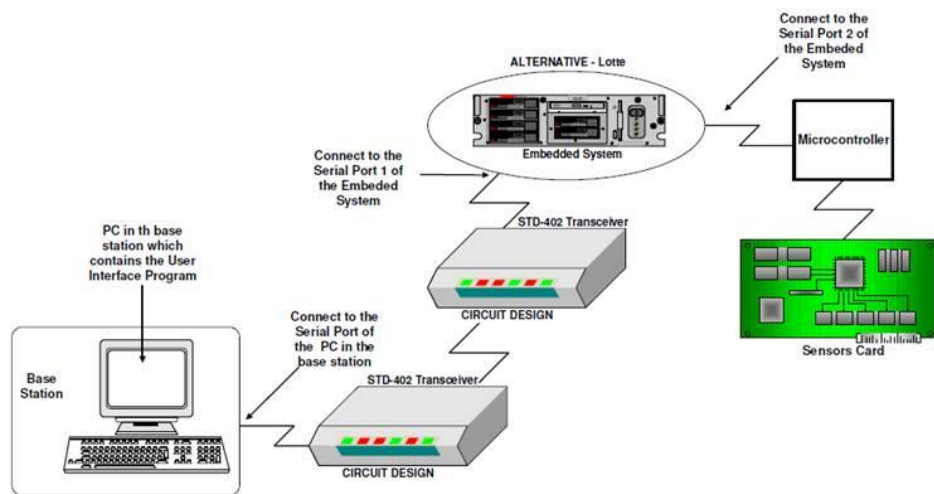 Connect to the
Serial Port 2 of
the Embeded
System
ALTERNATIVE - Lotte
Embedded System
Microcontroller
Connect to the
Serial Port 1 of
the Embeded
System
STD-402 Transceiver
CIRCUIT DESIGN
Sensors Card
PC in th base
station which
contains the User
Interface Program
Connect to the
Serial Port of
the PC in the
base station
Base
Station
STD-402 Transceiver
CIRCUIT DESIGN